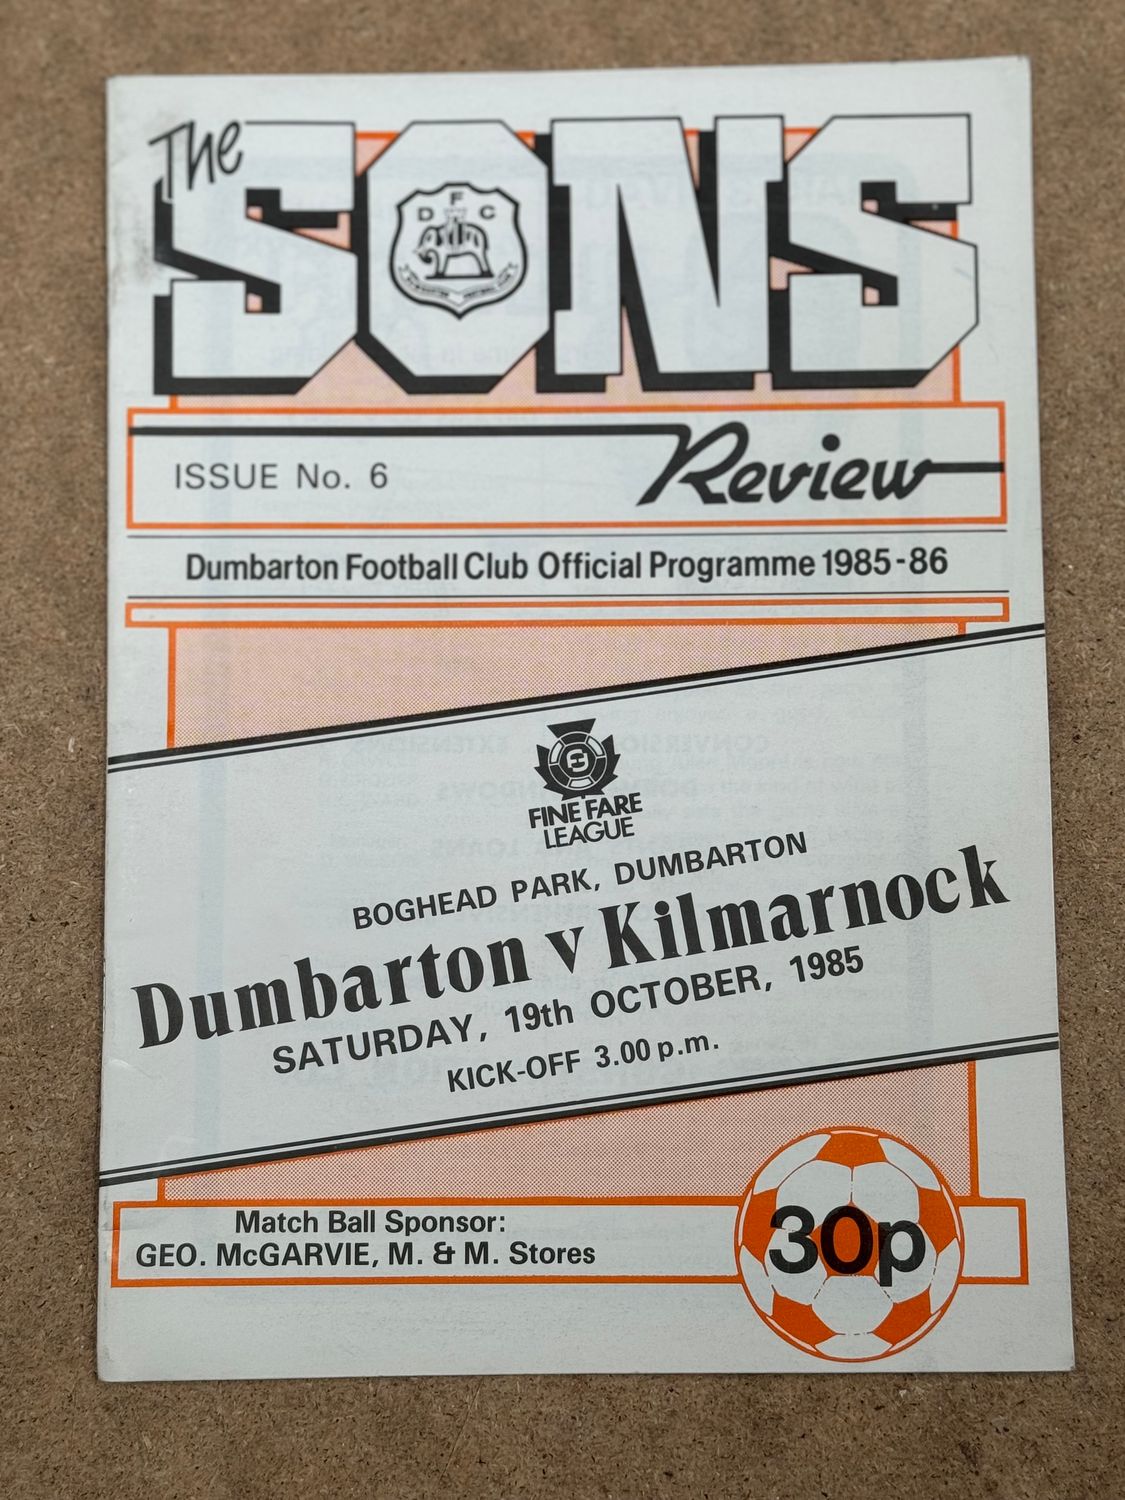 The
SONS
D F C
Review
ISSUE No. 6
Dumbarton Football Club Official Programme 1985-86
FINE FARE
LEAGUE
BOGHEAD PARK, DUMBARTON
Dumbarton v Kilmarnock
SATURDAY, 19th OCTOBER, 1985
KICK-OFF 3.00 p.m.
Match Ball Sponsor:
GEO. McGARVIE, M. & M. Stores
30p